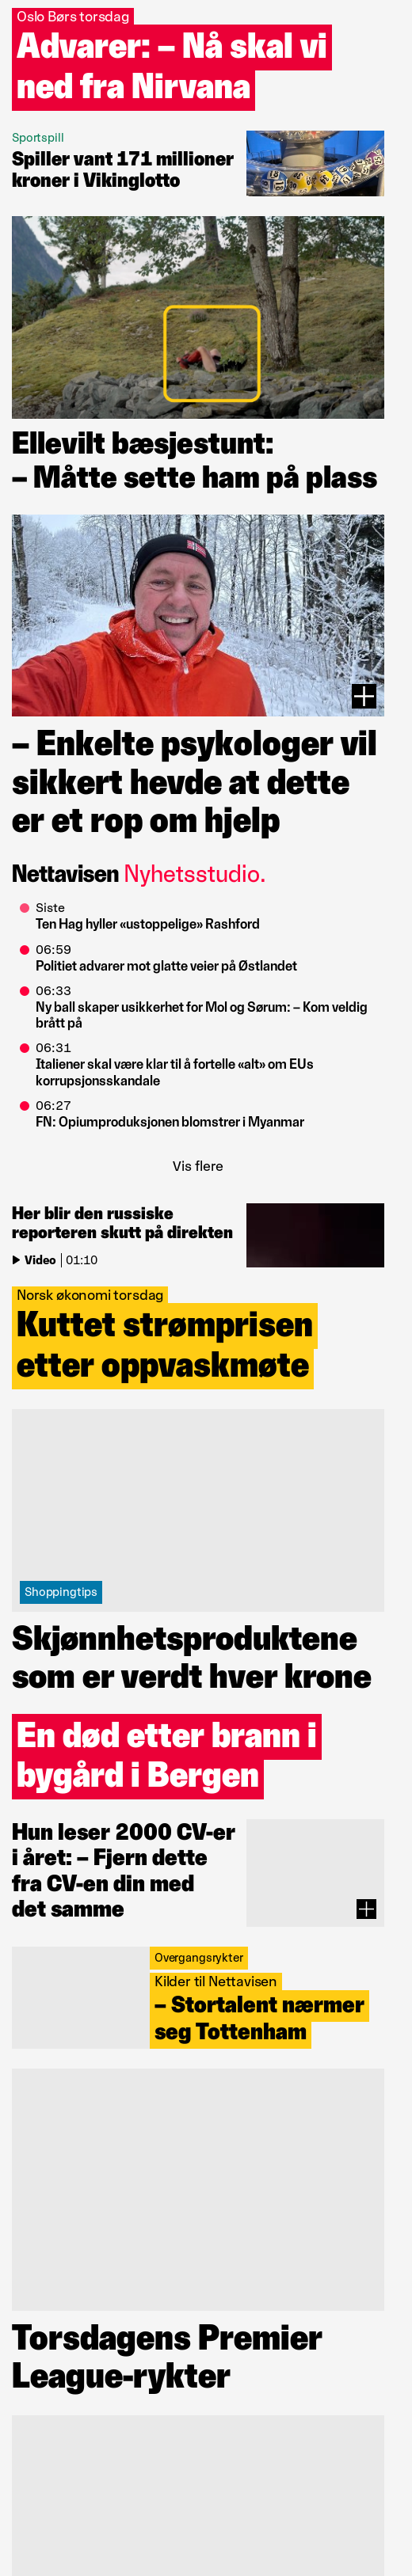 Oslo Børs torsdag
Advarer: – Nå skal vi
ned fra Nirvana
Sportspill
Spiller vant 171 millioner
kroner i Vikinglotto
Ellevilt bæsjestunt:
– Måtte sette ham på plass
– Enkelte psykologer vil
sikkert hevde at dette
er et rop om hjelp
Nettavisen Nyhetsstudio.
Siste
Ten Hag hyller «ustoppelige» Rashford
06:59
Politiet advarer mot glatte veier på Østlandet
06:33
Ny ball skaper usikkerhet for Mol og Sørum: – Kom veldig
brått på
06:31
Italiener skal være klar til å fortelle «alt» om EUs
korrupsjonsskandale
06:27
FN: Opiumproduksjonen blomstrer i Myanmar
Vis flere
Her blir den russiske
reporteren skutt på direkten
Video 01:10
Norsk økonomi torsdag
Kuttet strømprisen
etter oppvaskmøte
Shoppingtips
Skjønnhetsproduktene
som er verdt hver krone
En død etter brann i
bygård i Bergen
Hun leser 2000 CV-er
i året: – Fjern dette
fra CV-en din med
det samme
Overgangsrykter
Kilder til Nettavisen
– Stortalent nærmer
seg Tottenham
Torsdagens Premier
League-rykter